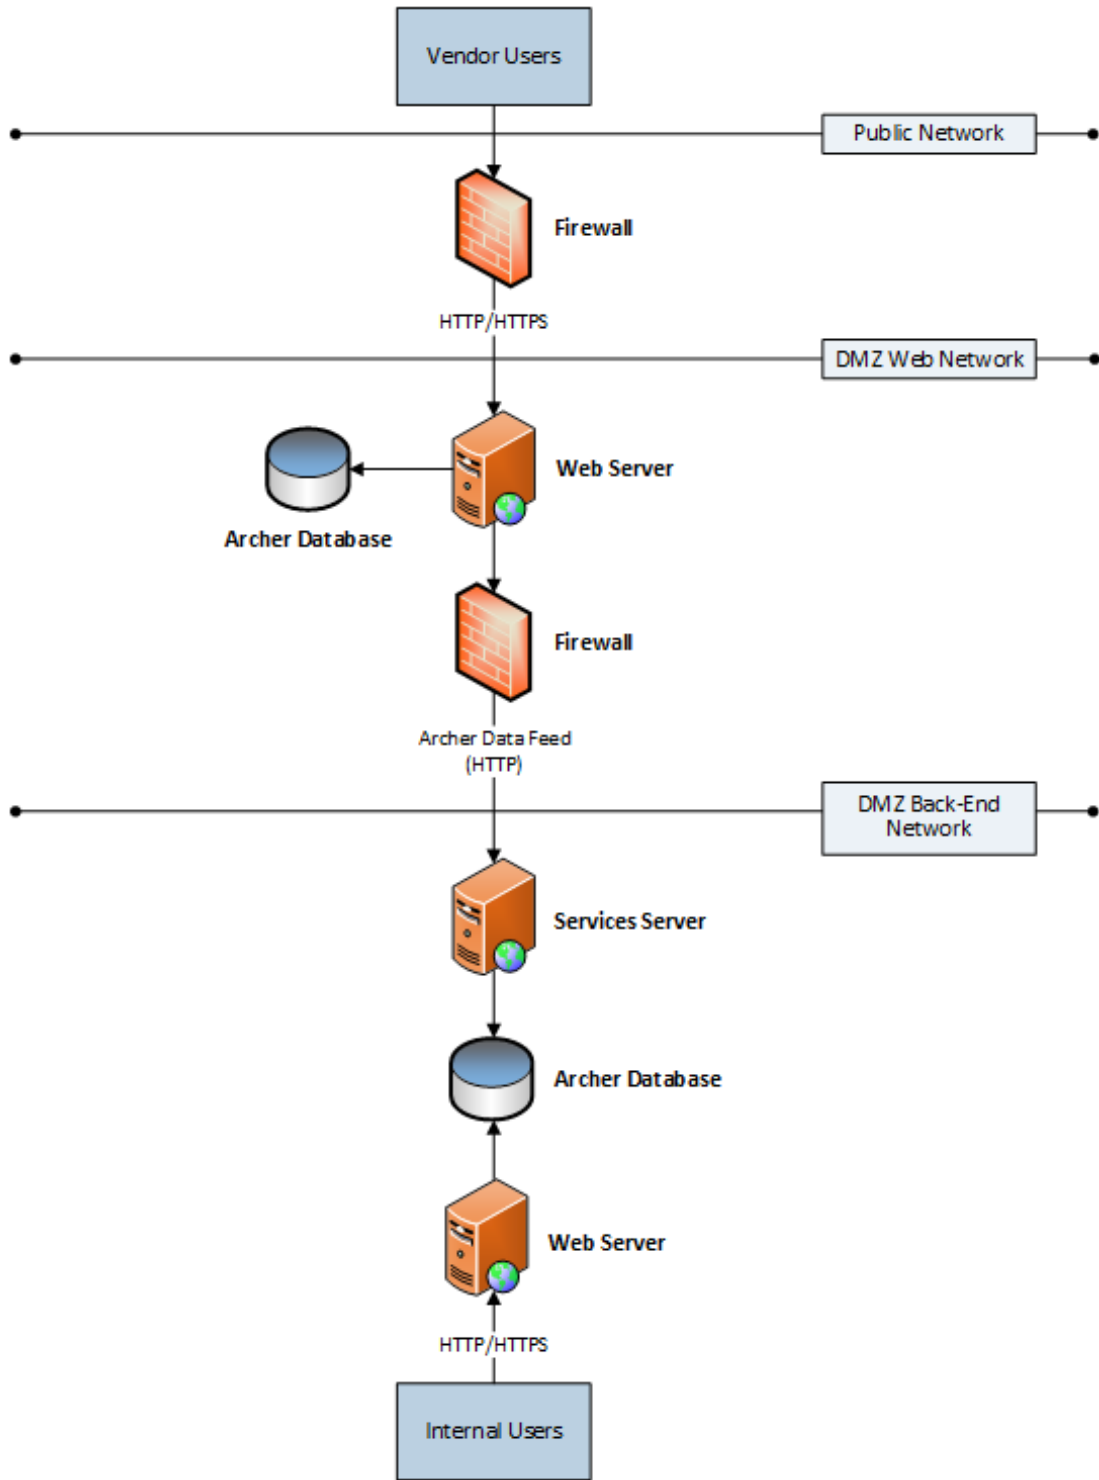 Vendor Users
Public Network
Firewall
HTTP/HTTPS
DMZ Web Network
Web Server
Archer Database
Firewall
Archer Data Feed
(HTTP)
DMZ Back-End
Network
Services Server
Archer Database
Web Server
HTTP/HTTPS
Internal Users